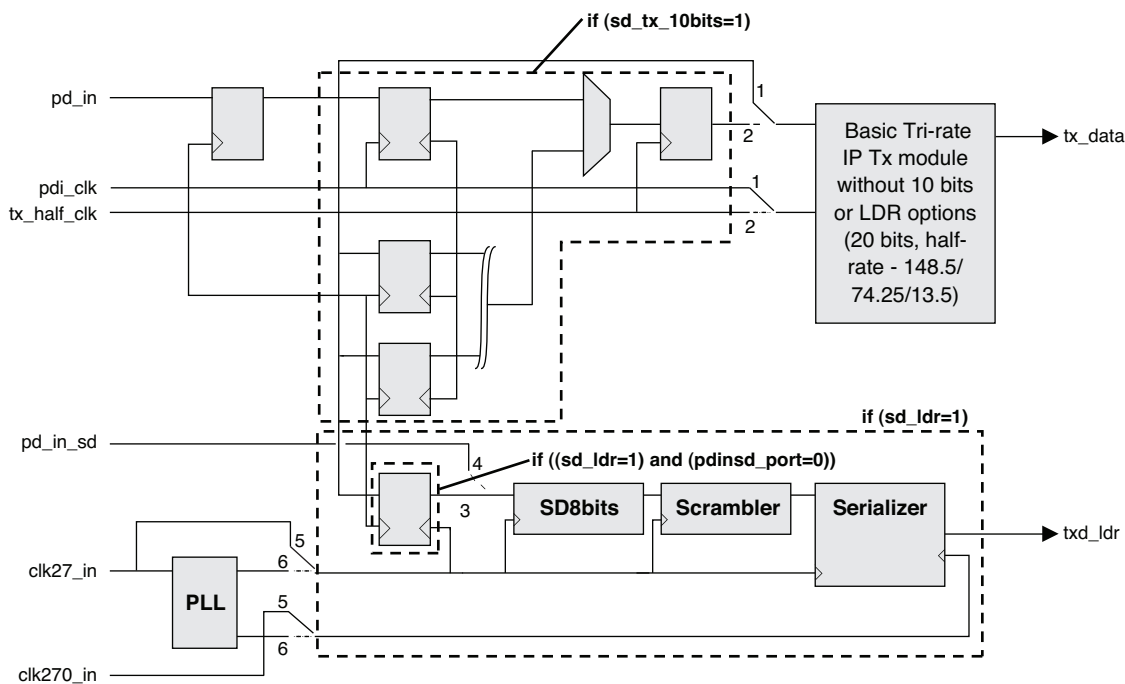 if (sd_tx_10bits=1)
pd_in
1
2
Basic Tri-rate
IP Tx module
without 10 bits
or LDR options
(20 bits, half-
rate - 148.5/
74.25/13.5)
tx_data
pdi_clk
1
tx_half_clk
2
if (sd_ldr=1)
pd_in_sd
4
if ((sd_ldr=1) and (pdinsd_port=0))
3
SD8bits
Scrambler
Serializer
txd_ldr
5
clk27_in
6
PLL
5
6
clk270_in